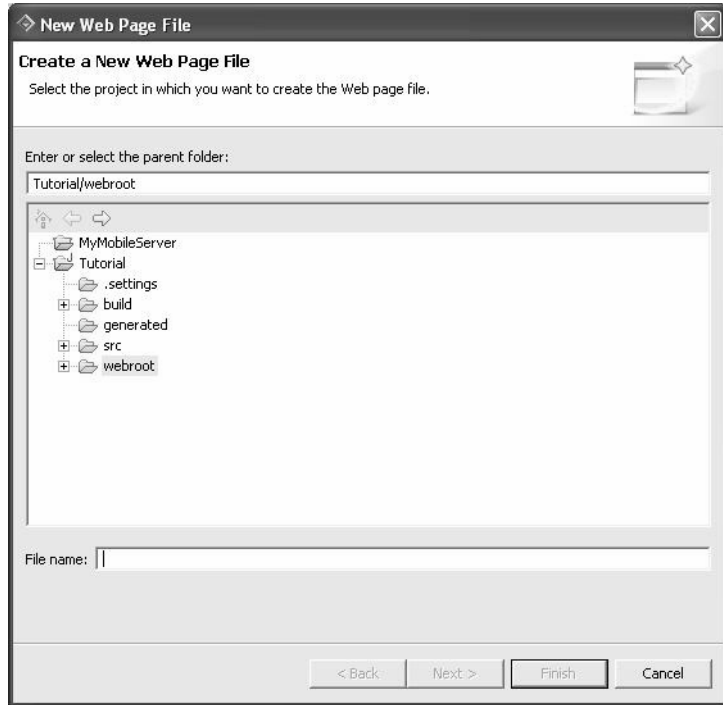 New Web Page File
Create a New Web Page File
Select the project in which you want to create the Web page file.
Enter or select the parent folder:
Tutorial/webroot
MyMobileServer
Tutorial
.settings
build
generated
src
webroot
File name:
< Back Next > Finish Cancel